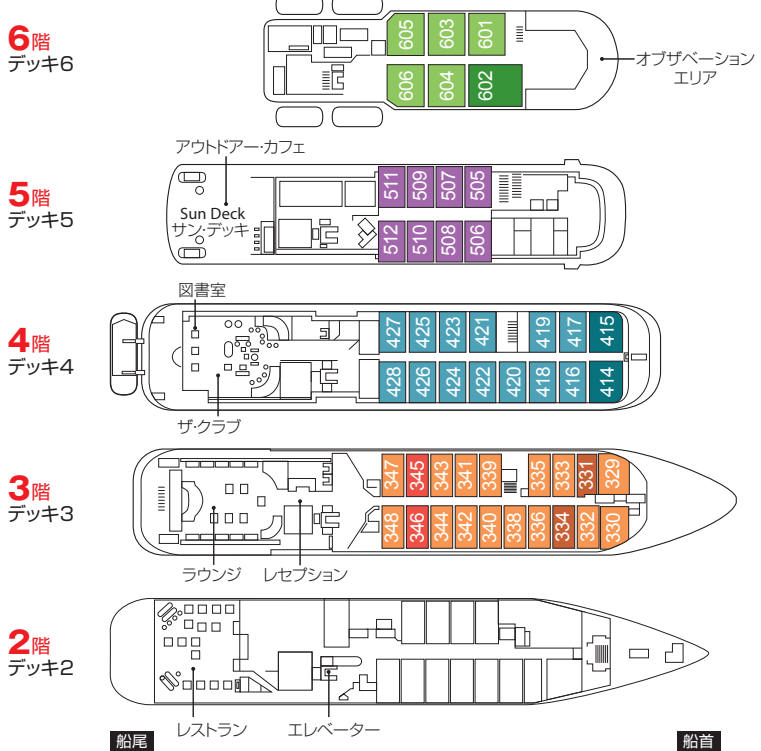 6階
デッキ6
605 603 601
606 604 602
オブザベーション
エリア
アウトドアー・カフェ
5階
デッキ5
Sun Deck
サン・デッキ
511 509 507 505
512 510 508 506
図書室
4階
デッキ4
427 425 423 421 419 417 415
428 426 424 422 420 418 416 414
ザ・クラブ
3階
デッキ3
347 345 343 341 339 335 333 331 329
348 346 344 342 340 338 336 334 332 330
ラウンジ
レセプション
2階
デッキ2
レストラン
エレベーター
船尾
船首